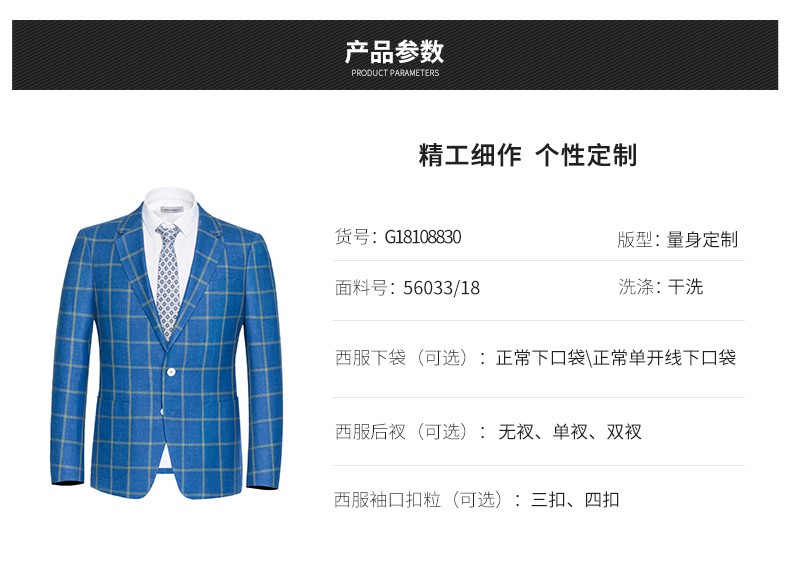 产品参数
PRODUCT PARAMETERS
精工细作 个性定制
货号：G18108830
版型：量身定制
面料号：56033/18
洗涤：干洗
西服下袋（可选）：正常下口袋\正常单开线下口袋
西服后衩（可选）：无衩、单衩、双衩
西服袖口扣粒（可选）：三扣、四扣